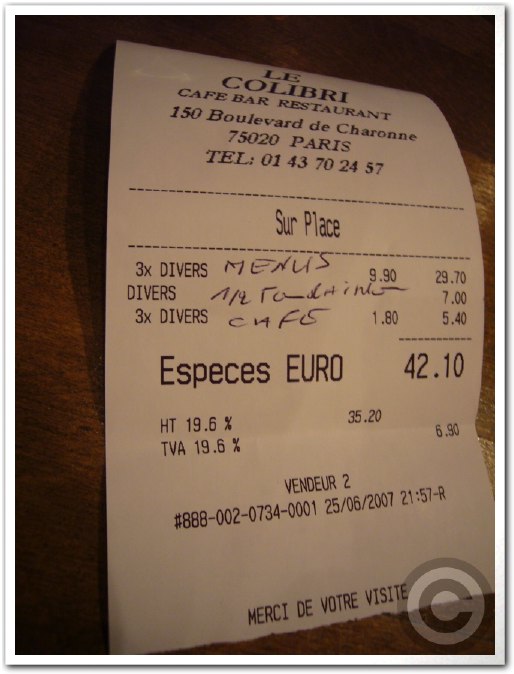 LE
COLIBRI
CAFE BAR RESTAURANT
150 Boulevard de Charonne
75020 PARIS
TEL: 01 43 70 24 57
Sur Place
3x DIVERS MENUS 9.90 29.70
DIVERS 1/2 TOURAINE 7.00
3x DIVERS CAFE 1.80 5.40
Especes EURO 42.10
HT 19.6 % 35.20
TVA 19.6 % 6.90
VENDEUR 2
#888-002-0734-0001 25/06/2007 21:57-R
MERCI DE VOTRE VISITE
©